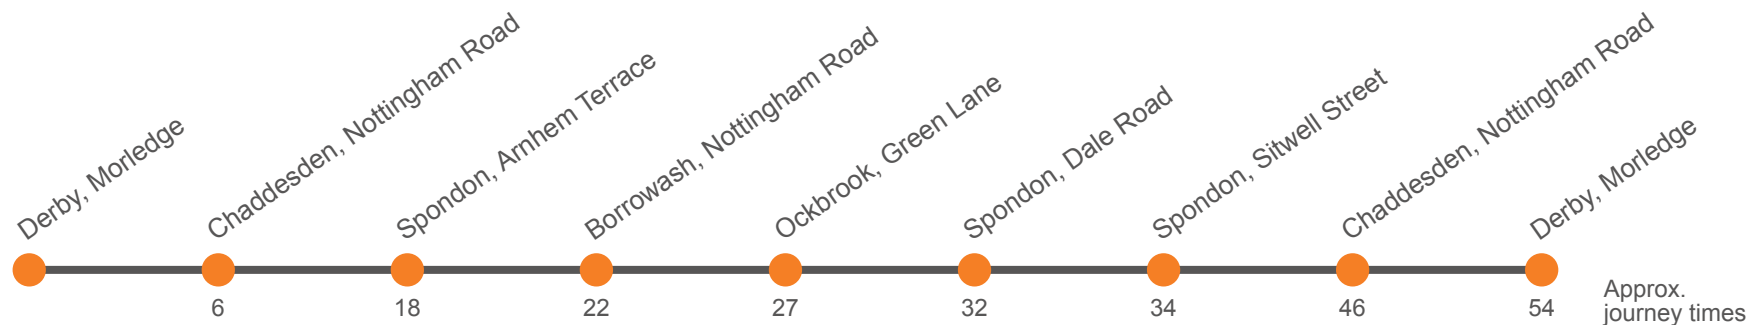 Derby, Morledge
Chaddesden, Nottingham Road
Spondon, Arnhem Terrace
Borrowash, Nottingham Road
Ockbrook, Green Lane
Spondon, Dale Road
Spondon, Sitwell Street
Chaddesden, Nottingham Road
Derby, Morledge
6
18
22
27
32
34
46
54
Approx.
journey times